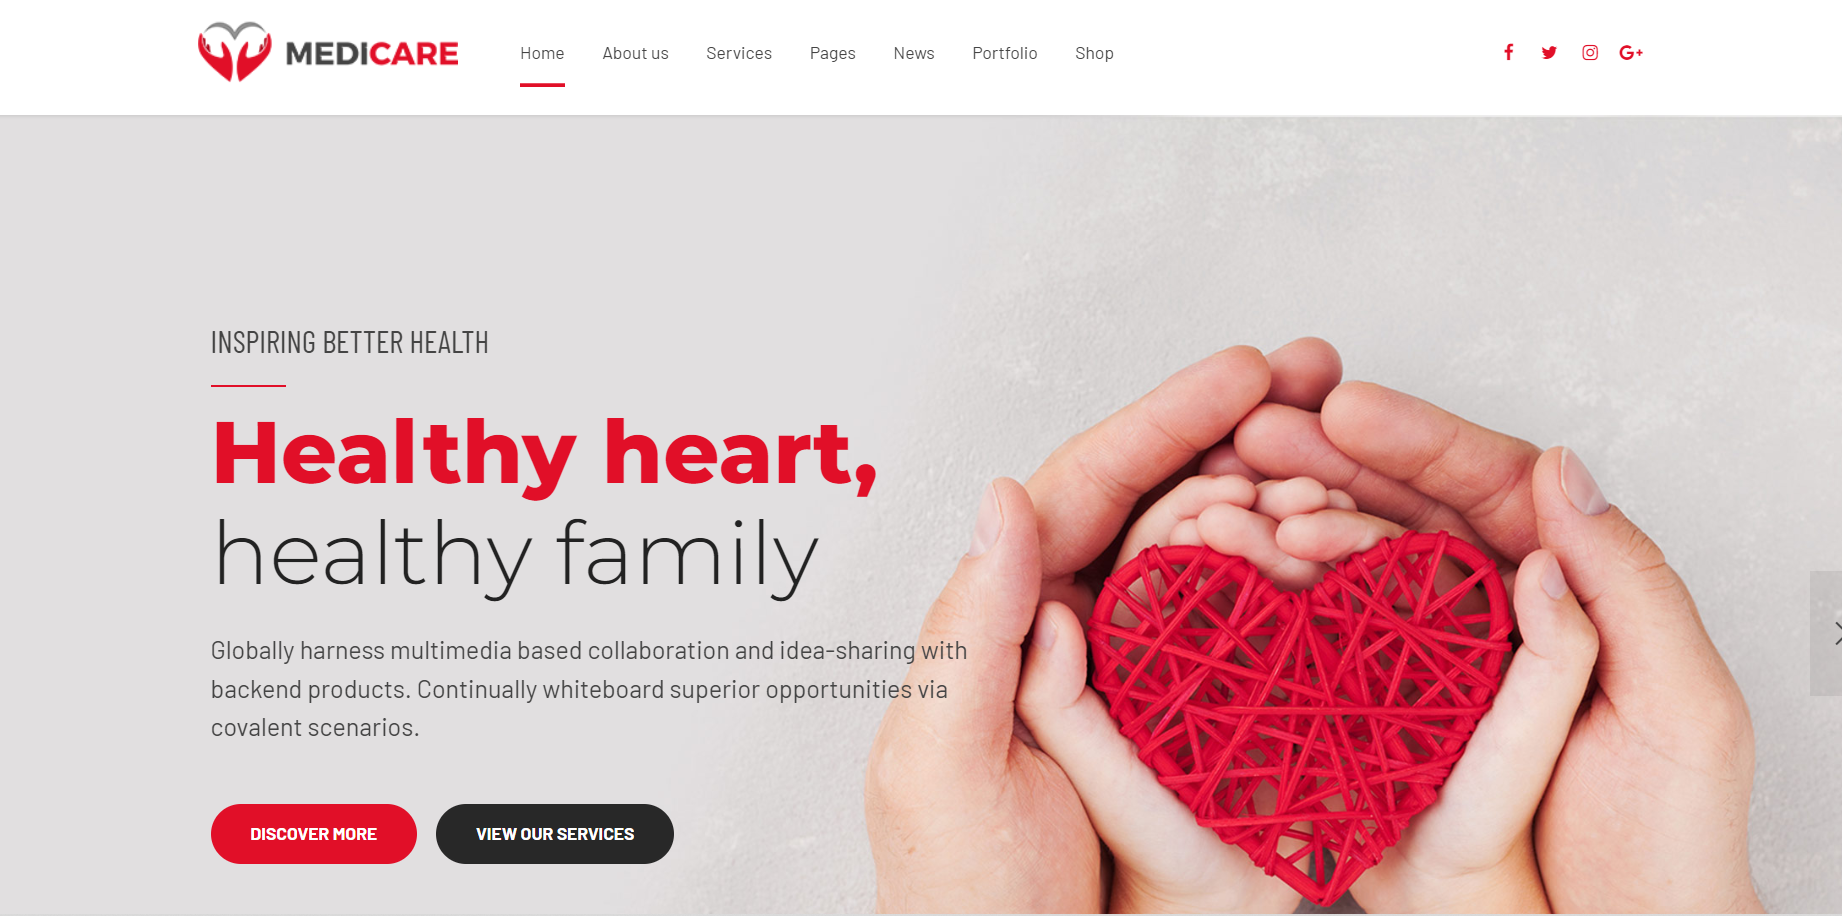 MEDICARE
Home
About us
Services
Pages
News
Portfolio
Shop
INSPIRING BETTER HEALTH
Healthy heart,
healthy family
Globally harness multimedia based collaboration and idea-sharing with
backend products. Continually whiteboard superior opportunities via
covalent scenarios.
DISCOVER MORE
VIEW OUR SERVICES